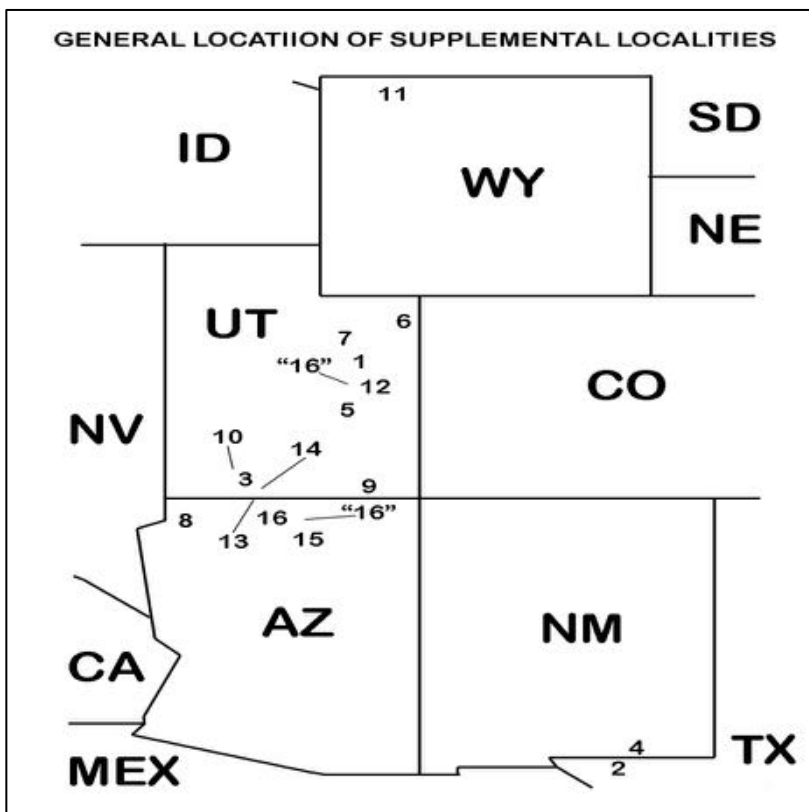 GENERAL LOCATIION OF SUPPLEMENTAL LOCALITIES
11
SD
ID
WY
NE
UT
6
7
“16”
1
12
CO
5
NV
10
14
3
9
8
16
“16”
13
15
AZ
NM
CA
TX
4
2
MEX